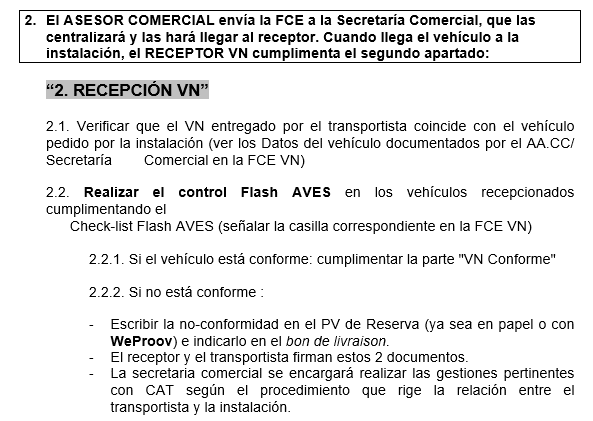 2. El ASESOR COMERCIAL envía la FCE a la Secretaría Comercial, que las
centralizará y las hará llegar al receptor. Cuando llega el vehículo a la
instalación, el RECEPTOR VN cumplimenta el segundo apartado:
“2. RECEPCIÓN VN”
2.1. Verificar que el VN entregado por el transportista coincide con el vehículo
pedido por la instalación (ver los Datos del vehículo documentados por el AA.CC/
Secretaría Comercial en la FCE VN)
2.2. Realizar el control Flash AVES en los vehículos recepcionados
cumplimentando el
Check-list Flash AVES (señalar la casilla correspondiente en la FCE VN)
2.2.1. Si el vehículo está conforme: cumplimentar la parte "VN Conforme"
2.2.2. Si no está conforme :
- Escribir la no-conformidad en el PV de Reserva (ya sea en papel o con
WeProov) e indicarlo en el bon de livraison.
- El receptor y el transportista firman estos 2 documentos.
- La secretaria comercial se encargará realizar las gestiones pertinentes
con CAT según el procedimiento que rige la relación entre el
transportista y la instalación.